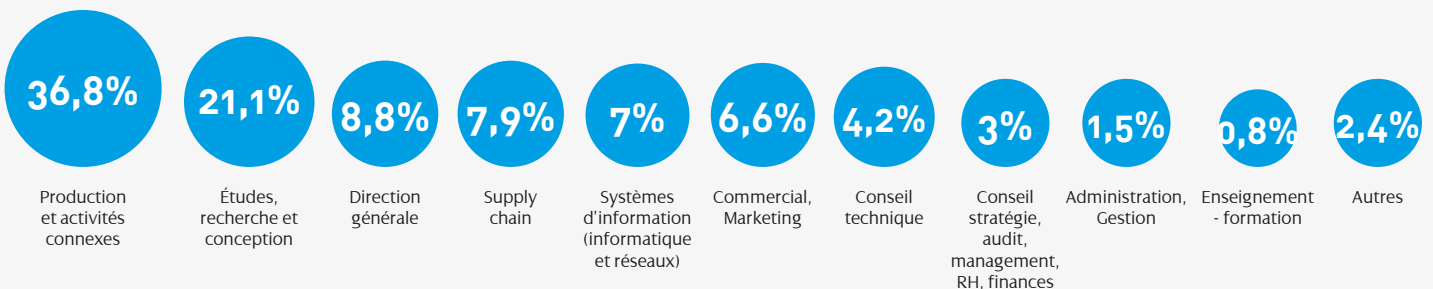 36,8%
21,1%
8,8%
7,9%
7%
6,6%
4,2%
3%
1,5%
0,8%
2,4%
Production
et activités
connexes
Études,
recherche et
conception
Direction
générale
Supply
chain
Systèmes
d'information
(informatique
et réseaux)
Commercial,
Marketing
Conseil
technique
Conseil
stratégie,
audit,
management,
RH, finances
Administration,
Gestion
Enseignement
- formation
Autres